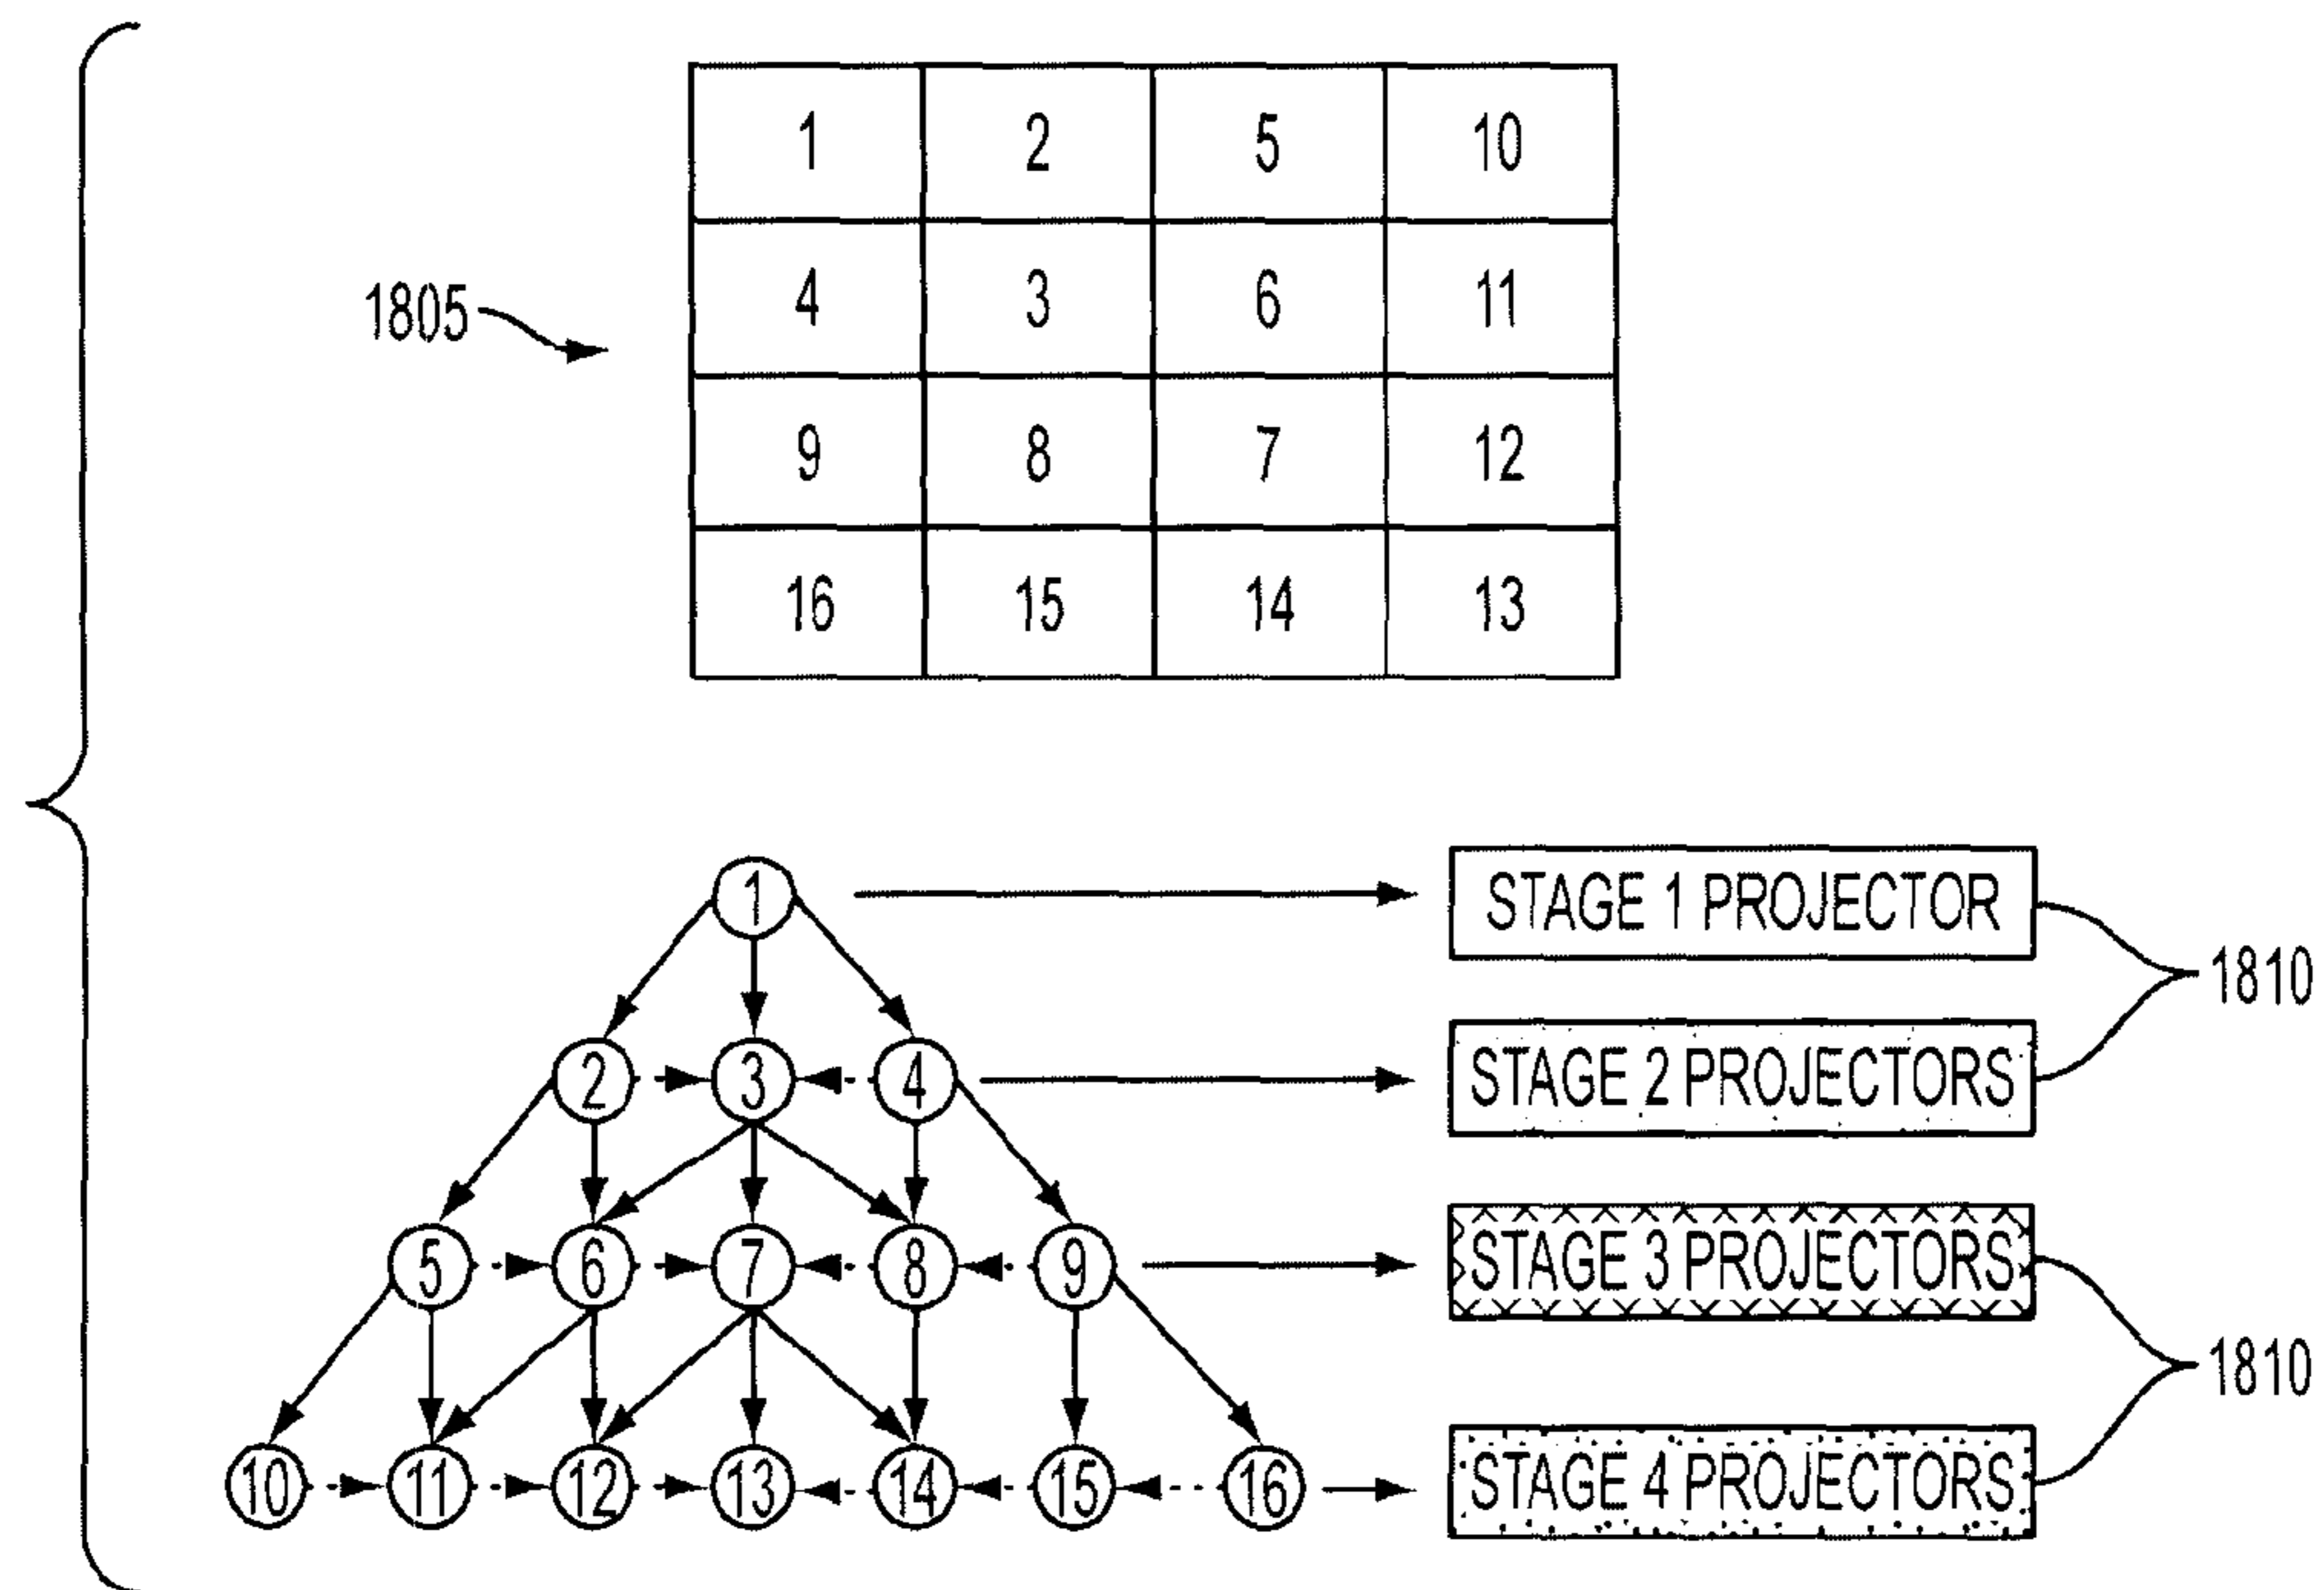 1 2 5 10
1805
4 3 6 11
9 8 7 12
16 15 14 13
1 STAGE 1 PROJECTOR
1810
2 3 4 STAGE 2 PROJECTORS
5 6 7 8 9 STAGE 3 PROJECTORS
1810
10 11 12 13 14 15 16 STAGE 4 PROJECTORS